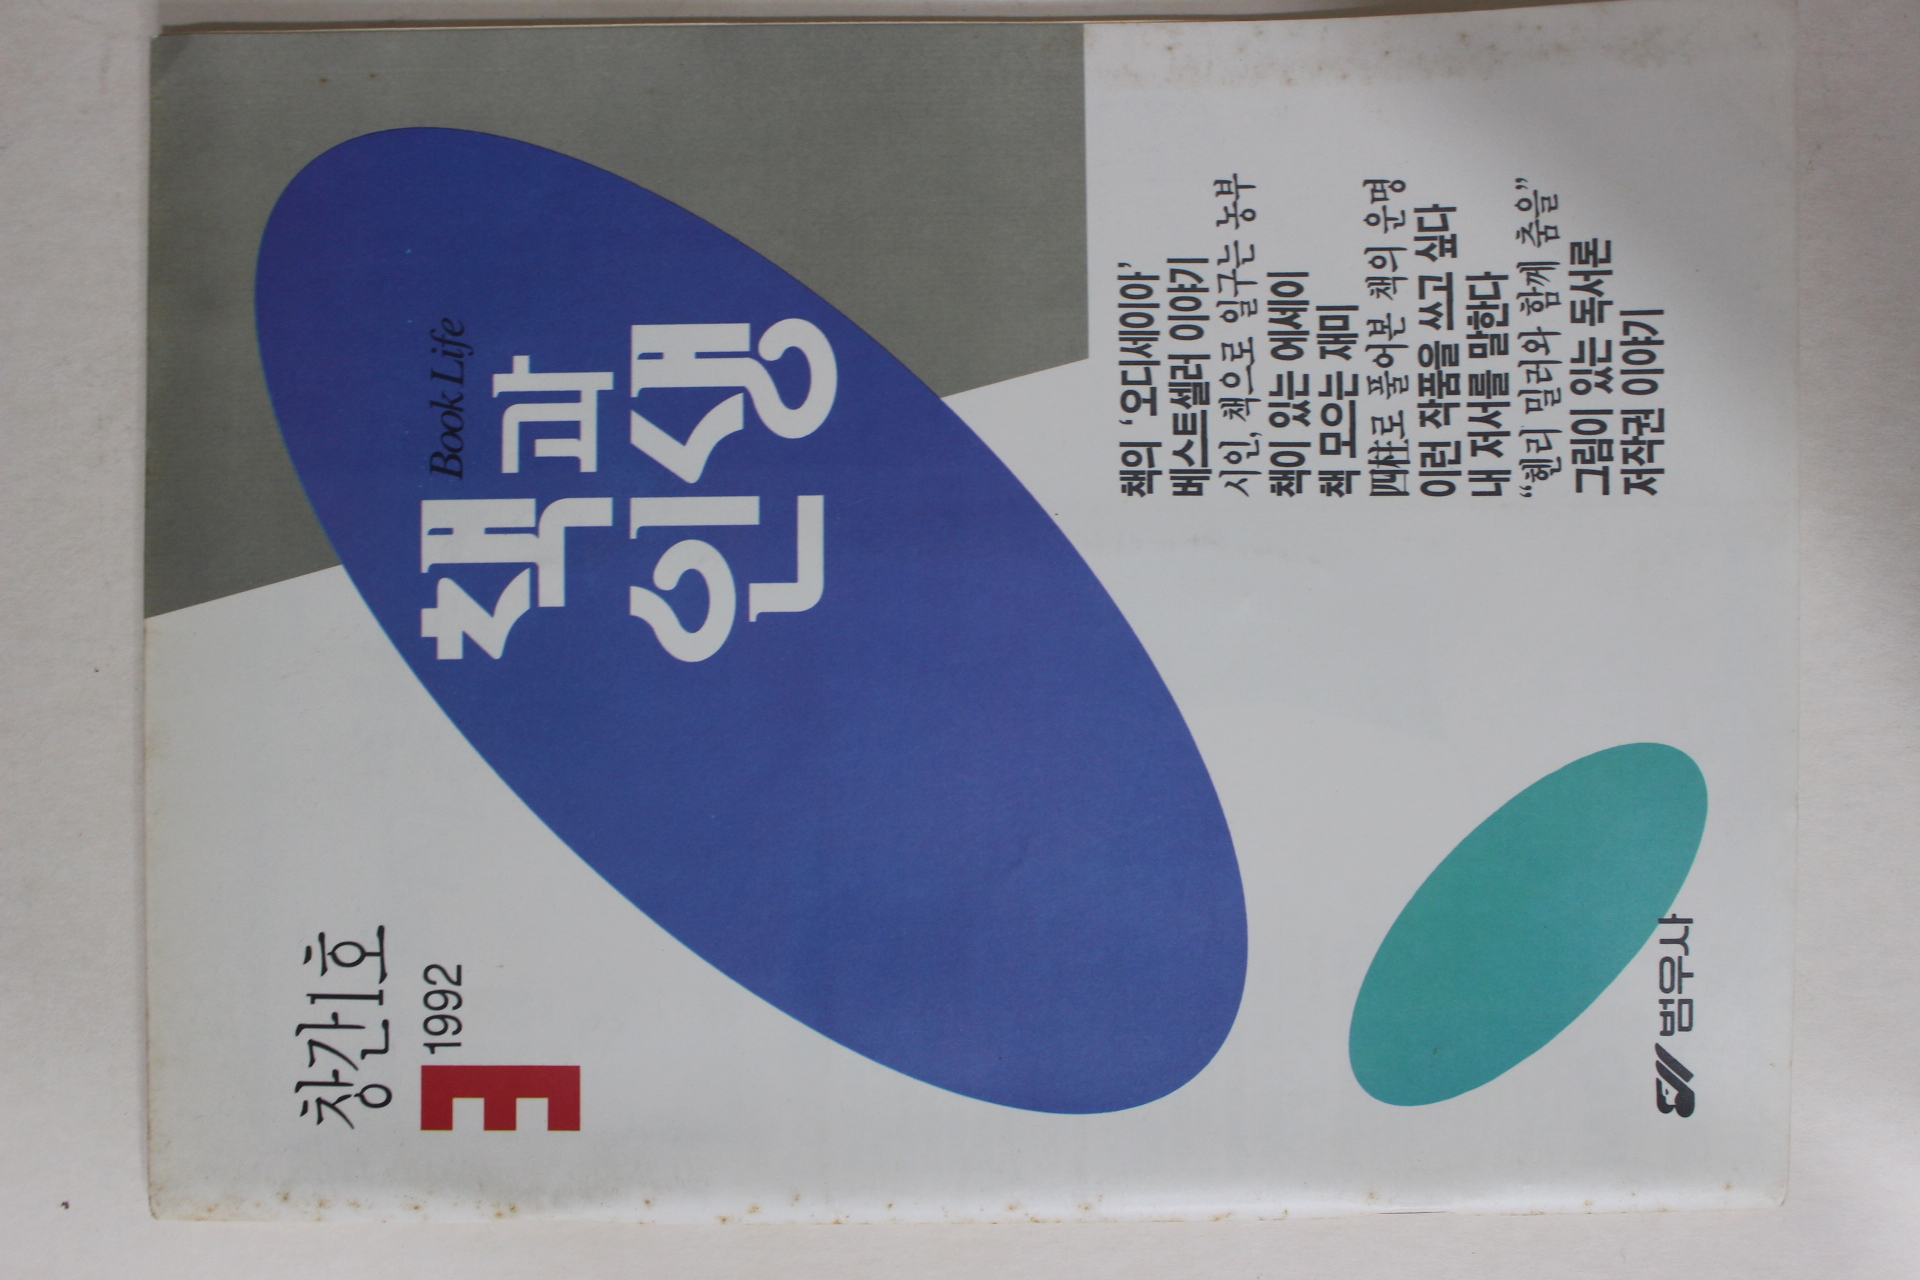 창간1호
3
1992
Book Life
책과
인생
책의 ‘오디세이아’
베스트셀러 이야기
시인, 책으로 일구는 농부
책이 있는 에세이
책 모으는 재미
四柱로 풀어본 책의 운명
이런 작품을 쓰고 싶다
내 저서를 말한다
“헨리 밀러와 함께 춤을”
그림이 있는 독서론
저작권 이야기
범우사